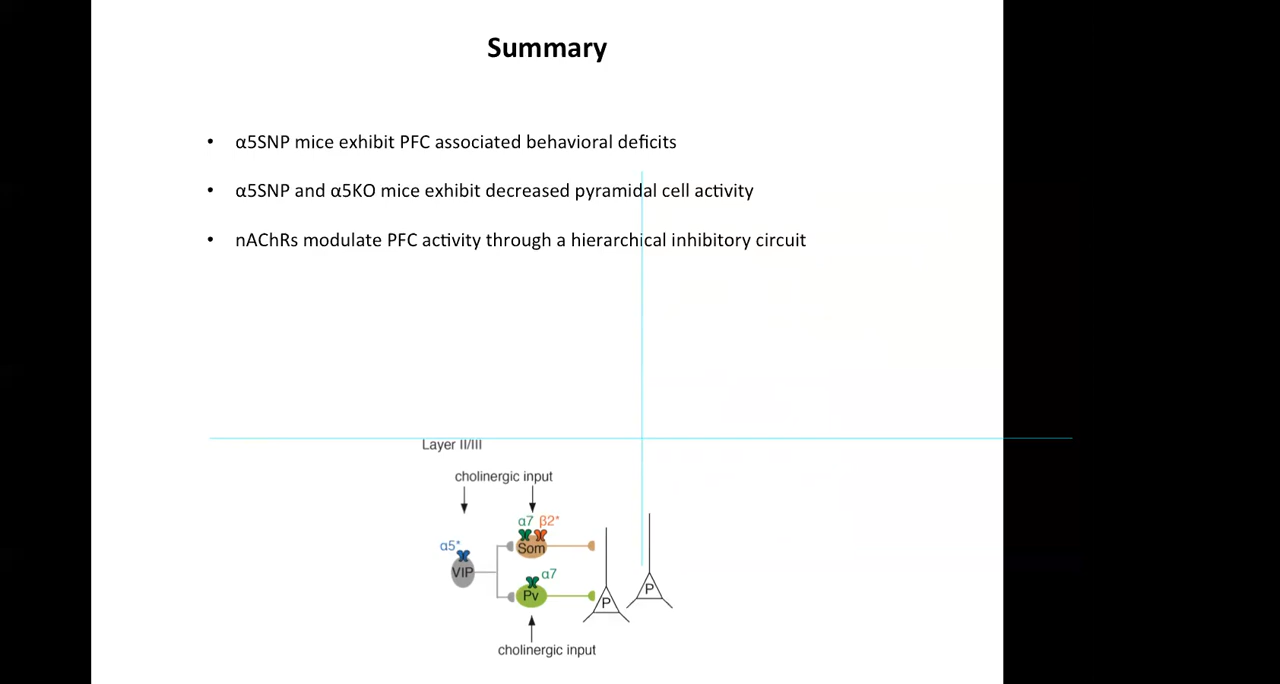 Summary
• α5SNP mice exhibit PFC associated behavioral deficits
• α5SNP and α5KO mice exhibit decreased pyramidal cell activity
• nAChRs modulate PFC activity through a hierarchical inhibitory circuit
Layer II/III
cholinergic input
α7 β2*
α5*
Som
VIP
α7
Pv
P
P
cholinergic input